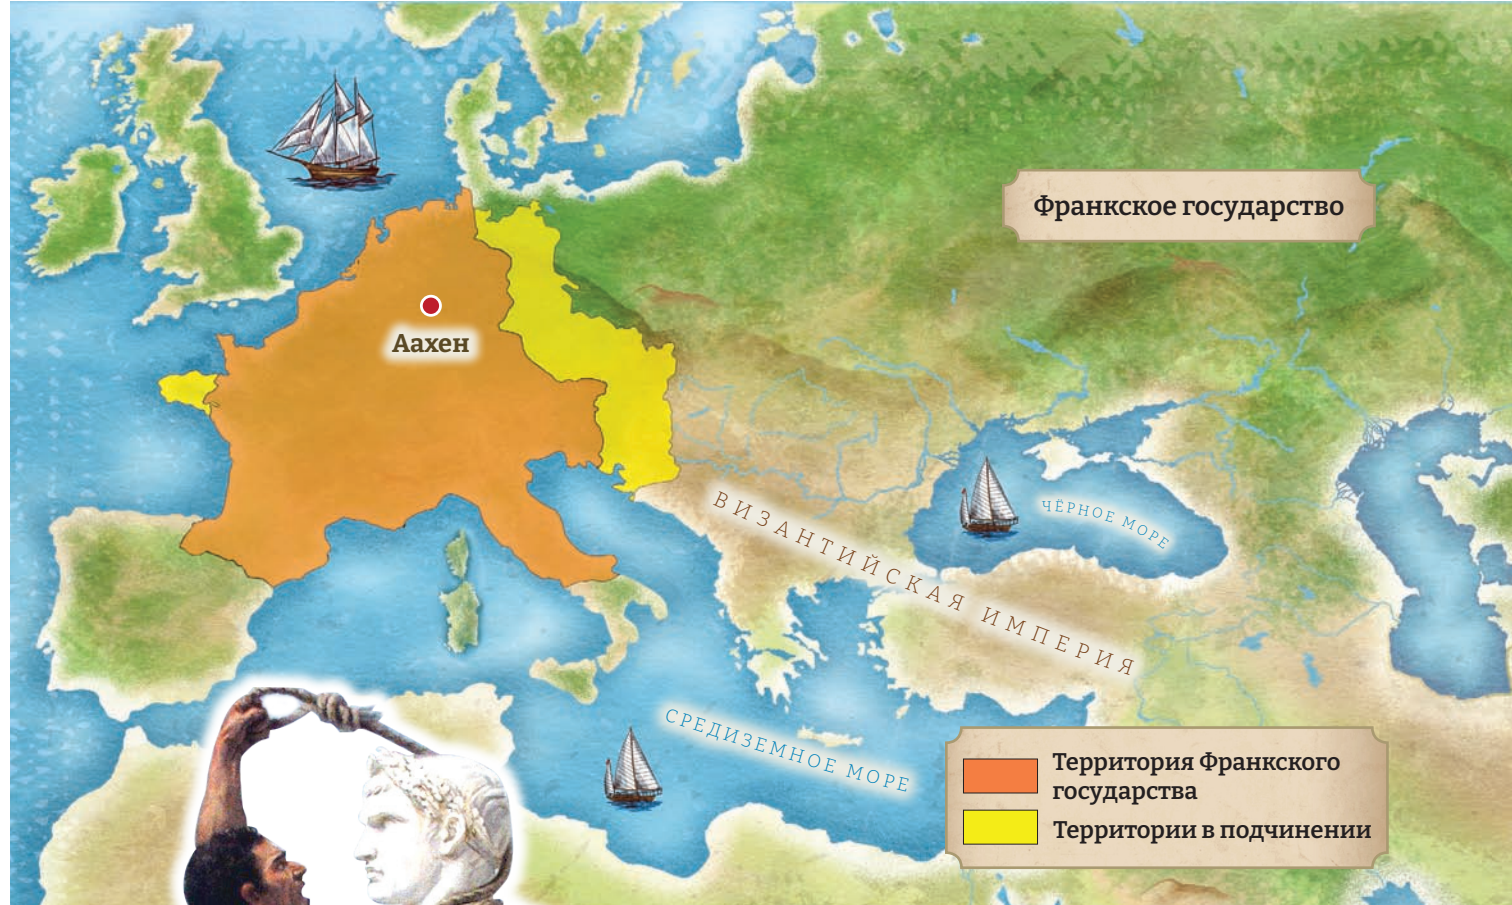 Франкское государство
Аахен
ВИЗАНТИЙСКАЯ ИМПЕРИЯ
ЧЁРНОЕ МОРЕ
СРЕДИЗЕМНОЕ МОРЕ
Территория Франкского
государства
Территории в подчинении